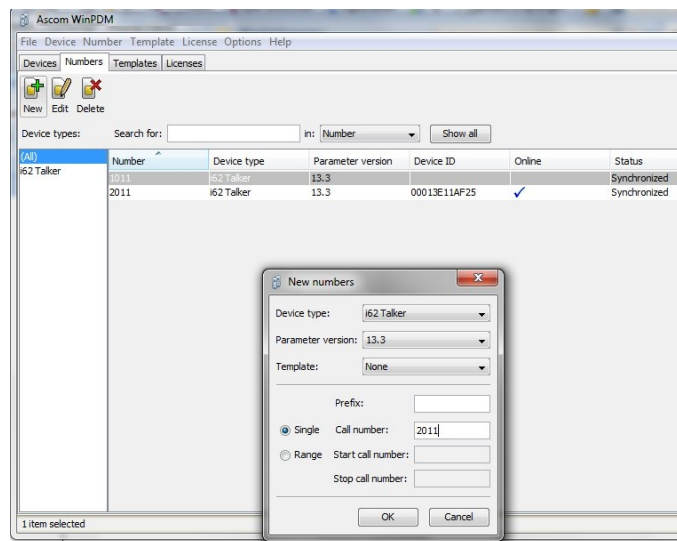 Ascom WinPDM
File Device Number Template License Options Help
Devices Numbers Templates Licenses
New Edit Delete
Device types: Search for: in: Number Show all
(All) Number Device type Parameter version Device ID Online Status
i62 Talker 1011 i62 Talker 13.3 Synchronized
2011 i62 Talker 13.3 00013E11AF25 Synchronized
New numbers
Device type: i62 Talker
Parameter version: 13.3
Template: None
Prefix:
Single Call number: 2011
Range Start call number:
Stop call number:
OK Cancel
1 item selected